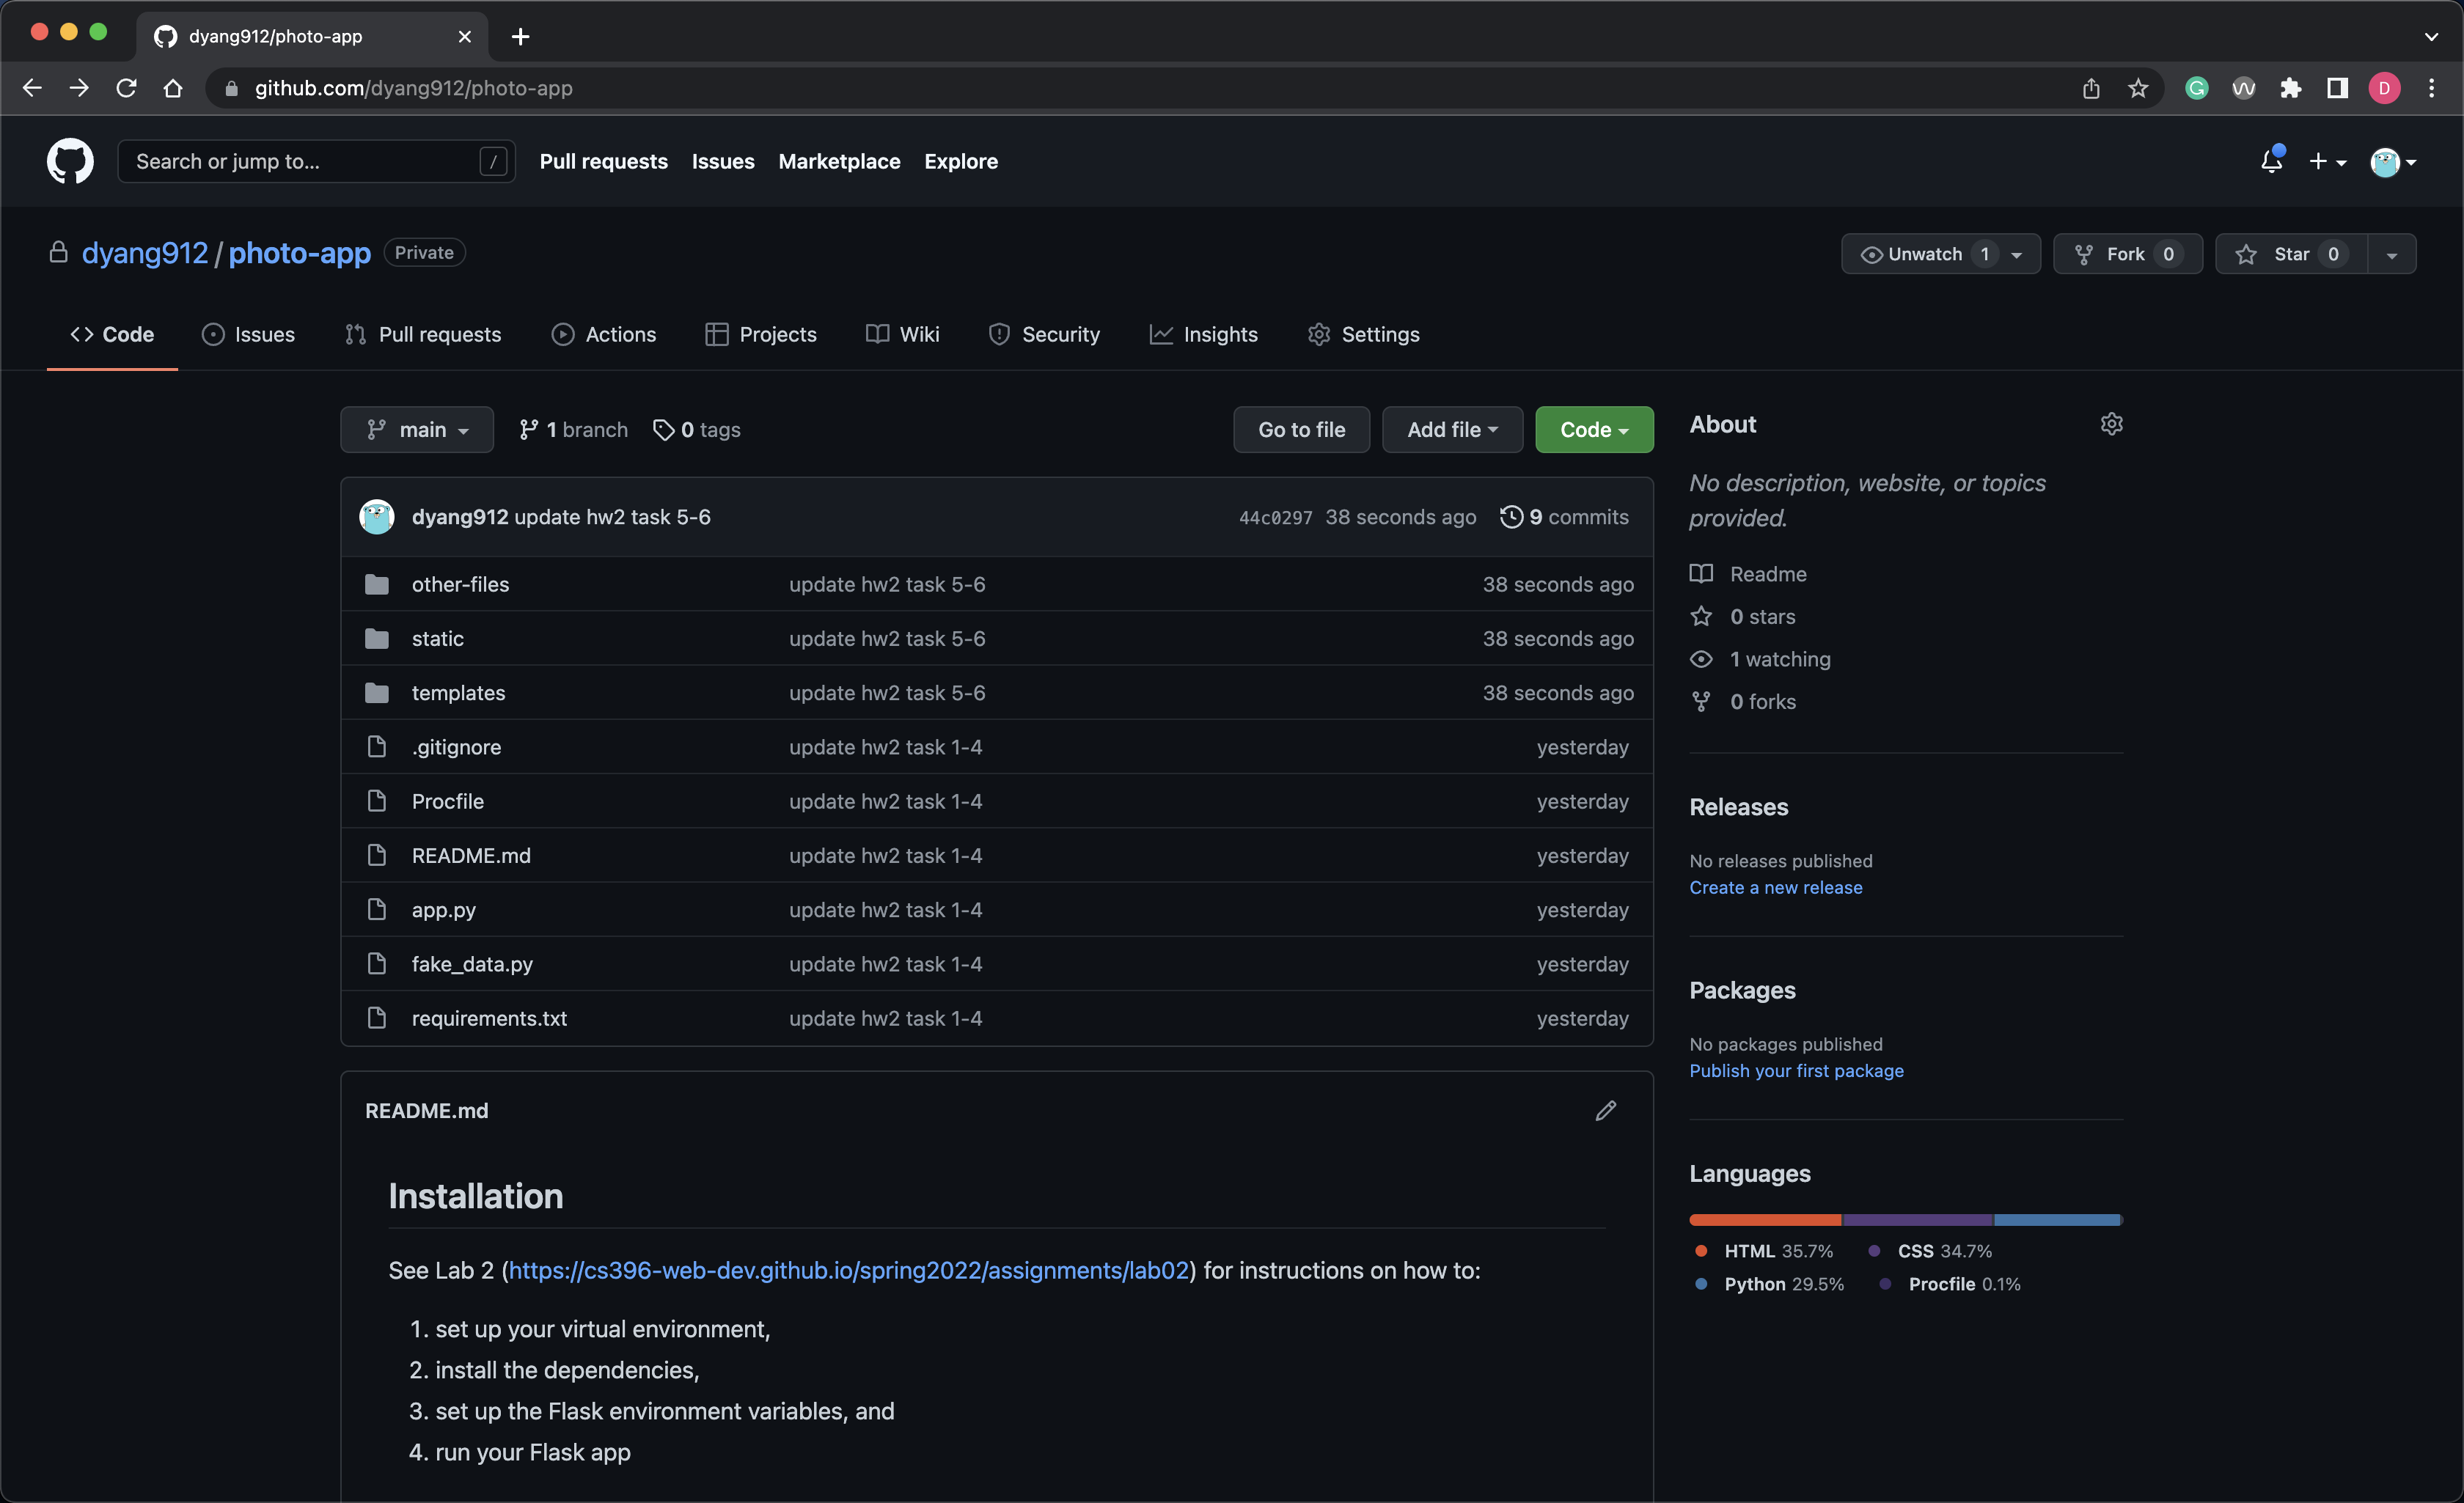 dyang912/photo-app
github.com/dyang912/photo-app
D
Search or jump to... /
Pull requests Issues Marketplace Explore
dyang912 / photo-app Private
Unwatch 1 Fork 0 Star 0
Code Issues Pull requests Actions Projects Wiki Security Insights Settings
main 1 branch 0 tags Go to file Add file Code
dyang912 update hw2 task 5-6 44c0297 38 seconds ago 9 commits
other-files update hw2 task 5-6 38 seconds ago
static update hw2 task 5-6 38 seconds ago
templates update hw2 task 5-6 38 seconds ago
.gitignore update hw2 task 1-4 yesterday
Procfile update hw2 task 1-4 yesterday
README.md update hw2 task 1-4 yesterday
app.py update hw2 task 1-4 yesterday
fake_data.py update hw2 task 1-4 yesterday
requirements.txt update hw2 task 1-4 yesterday
README.md
Installation
See Lab 2 (https://cs396-web-dev.github.io/spring2022/assignments/lab02) for instructions on how to:
1. set up your virtual environment,
2. install the dependencies,
3. set up the Flask environment variables, and
4. run your Flask app
About
No description, website, or topics
provided.
Readme
0 stars
1 watching
0 forks
Releases
No releases published
Create a new release
Packages
No packages published
Publish your first package
Languages
HTML 35.7% CSS 34.7%
Python 29.5% Procfile 0.1%